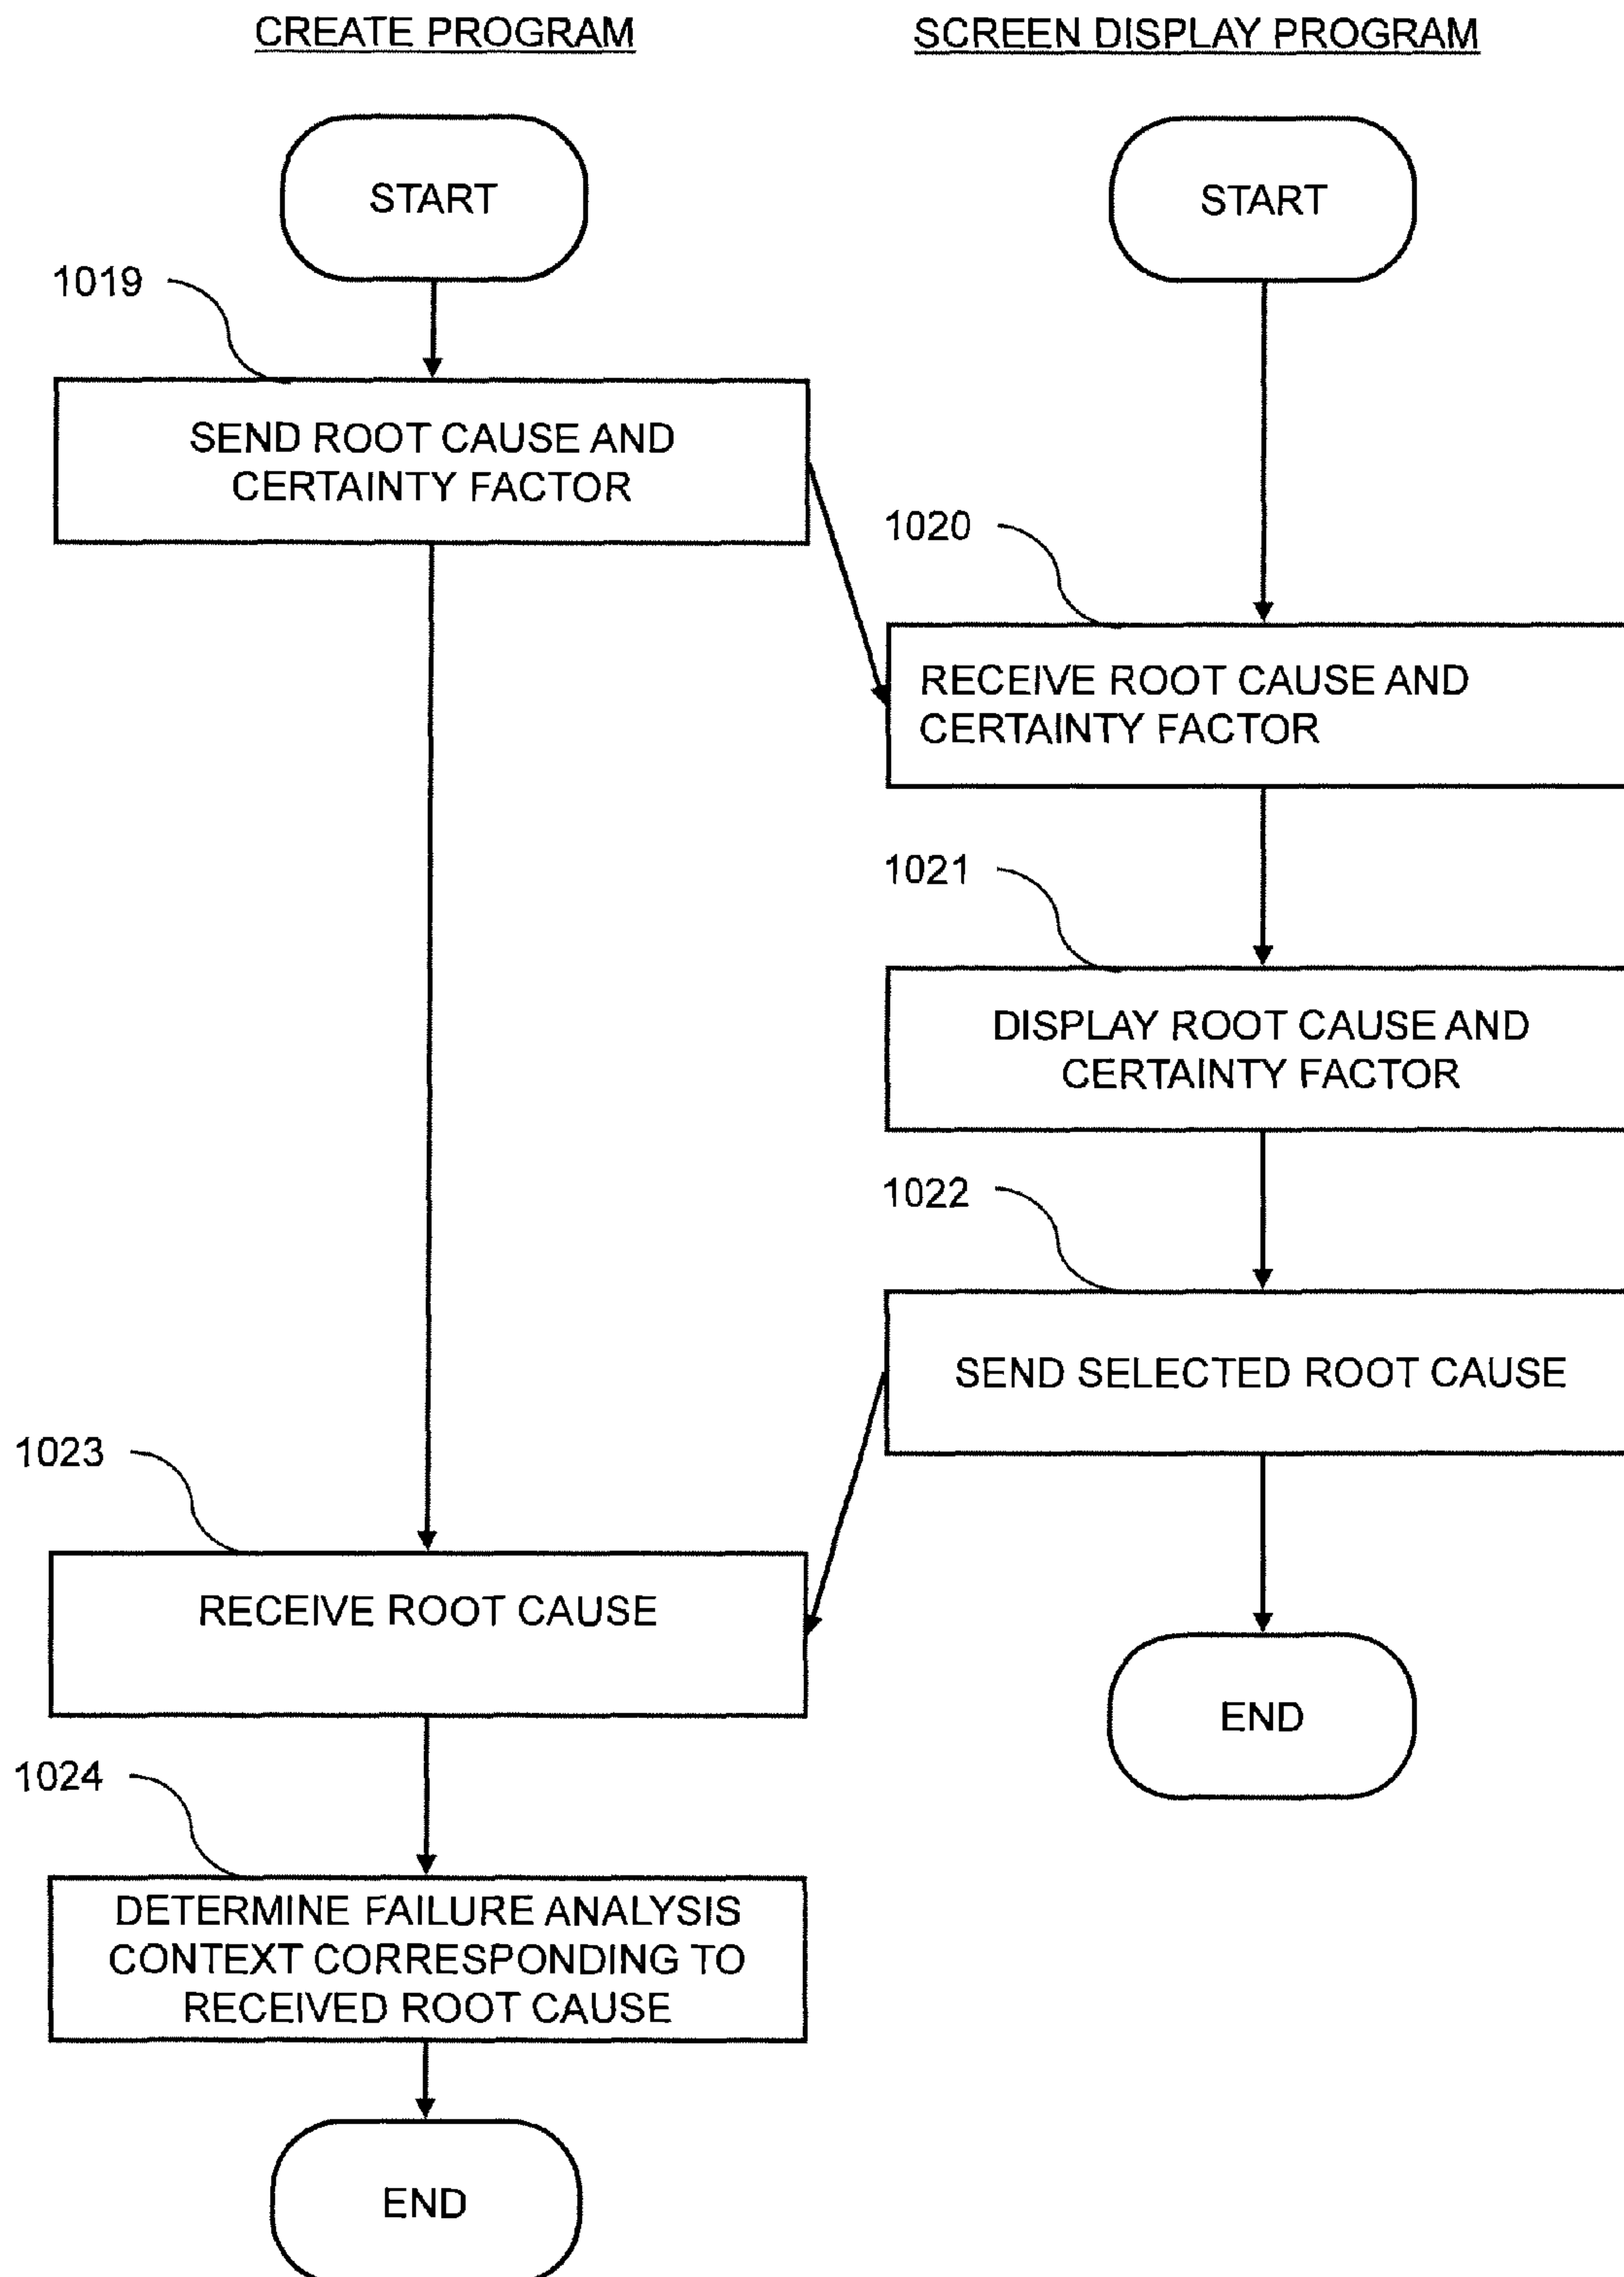 CREATE PROGRAM
SCREEN DISPLAY PROGRAM
START
START
1019
SEND ROOT CAUSE AND
CERTAINTY FACTOR
1020
RECEIVE ROOT CAUSE AND
CERTAINTY FACTOR
1021
DISPLAY ROOT CAUSE AND
CERTAINTY FACTOR
1022
SEND SELECTED ROOT CAUSE
1023
RECEIVE ROOT CAUSE
END
1024
DETERMINE FAILURE ANALYSIS
CONTEXT CORRESPONDING TO
RECEIVED ROOT CAUSE
END